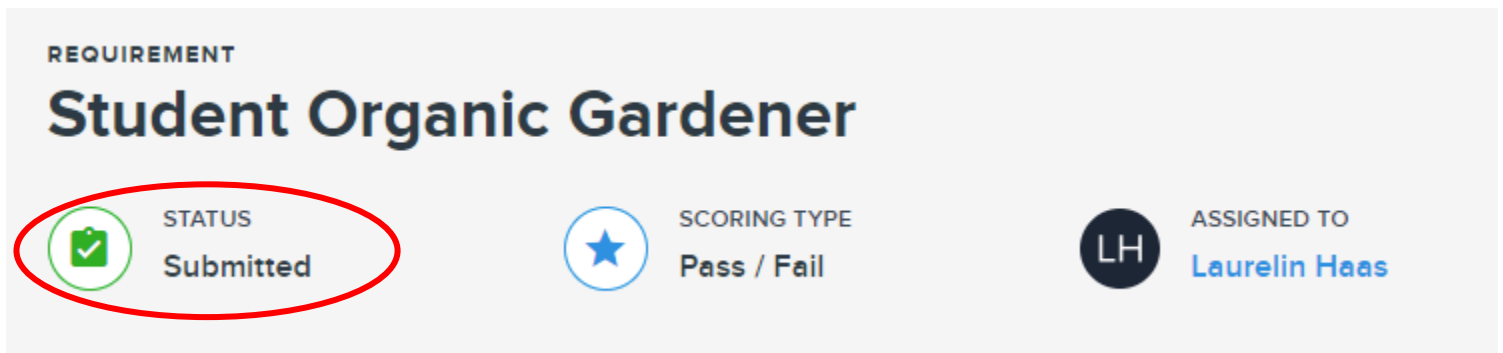 REQUIREMENT
Student Organic Gardener
STATUS
Submitted
SCORING TYPE
Pass / Fail
LH
ASSIGNED TO
Laurelin Haas